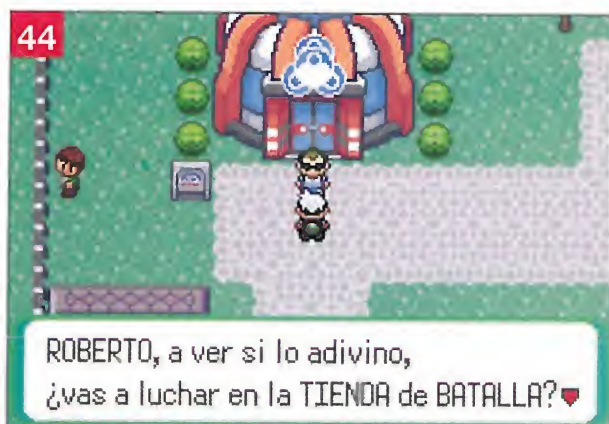 44
ROBERTO, a ver si lo adivino,
¿vas a luchar en la TIENDA de BATALLA?